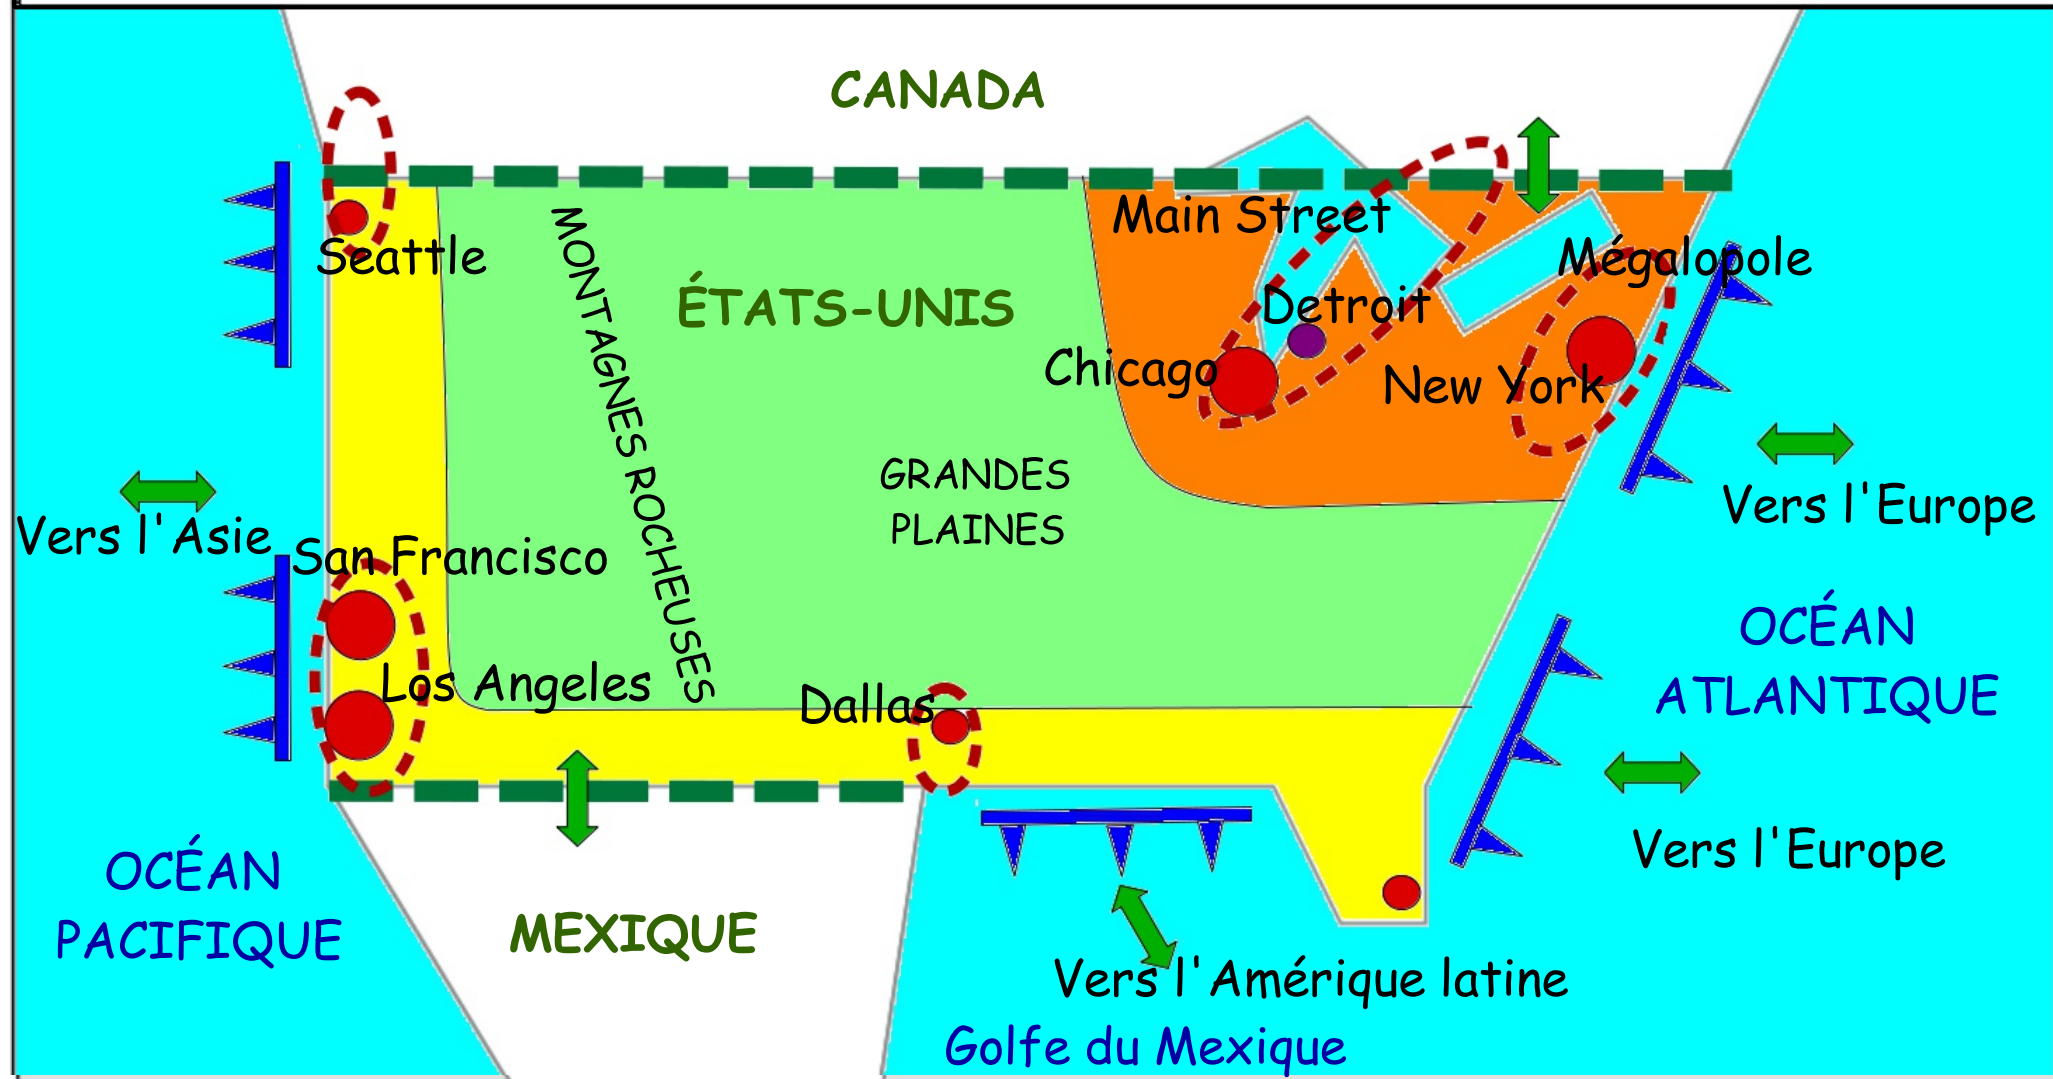 CANADA
Main Street
Seattle
Mégalopole
ÉTATS-UNIS
Detroit
MONTAGNES ROCHEUSES
Chicago
New York
GRANDES
PLAINES
Vers l'Europe
Vers l'Asie
San Francisco
OCÉAN
ATLANTIQUE
Los Angeles
Dallas
Vers l'Europe
OCÉAN
PACIFIQUE
MEXIQUE
Vers l'Amérique latine
Golfe du Mexique